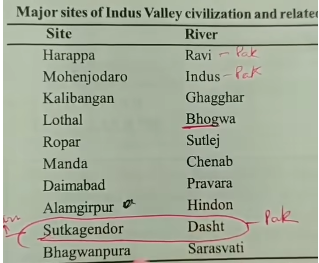 Major sites of Indus Valley civilization and relate
Site River
Harappa Ravi - Pak
Mohenjodaro Indus - Pak
Kalibangan Ghagghar
Lothal Bhogwa
Ropar Sutlej
Manda Chenab
Daimabad Pravara
Alamgirpur Hindon
Sutkagendor Dasht Pak
Bhagwanpura Sarasvati